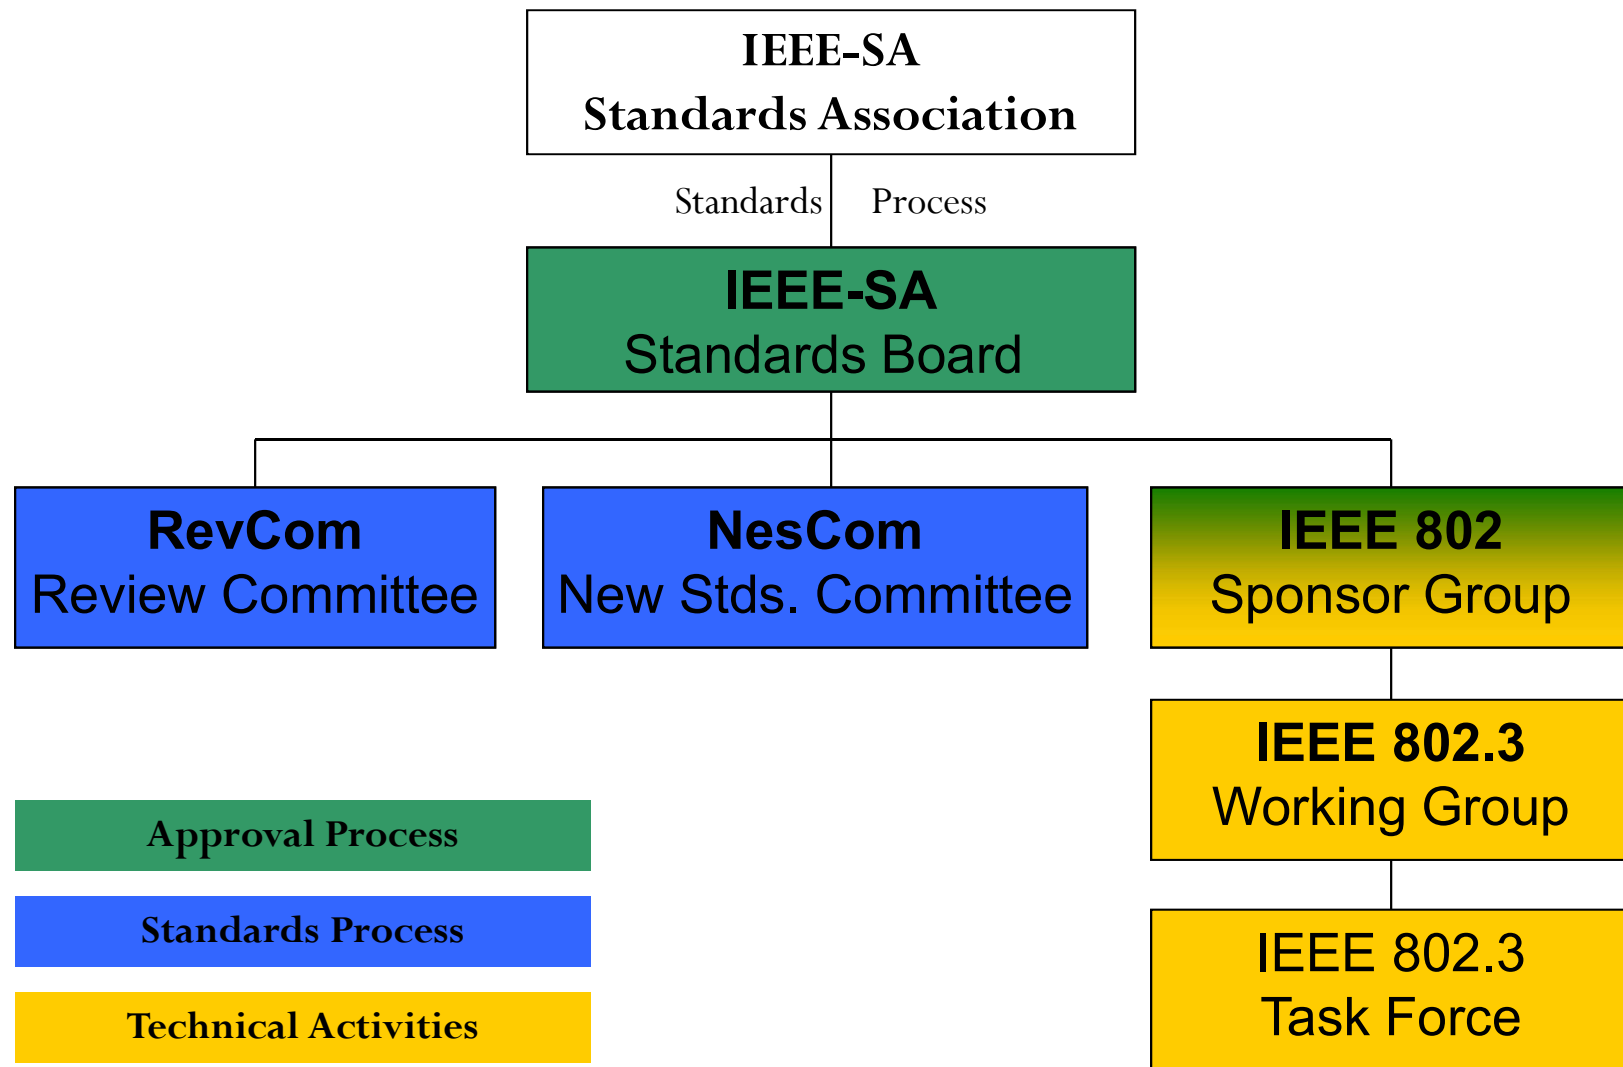 IEEE-SA
Standards Association
Standards Process
IEEE-SA
Standards Board
RevCom
Review Committee
NesCom
New Stds. Committee
IEEE 802
Sponsor Group
IEEE 802.3
Working Group
IEEE 802.3
Task Force
Approval Process
Standards Process
Technical Activities